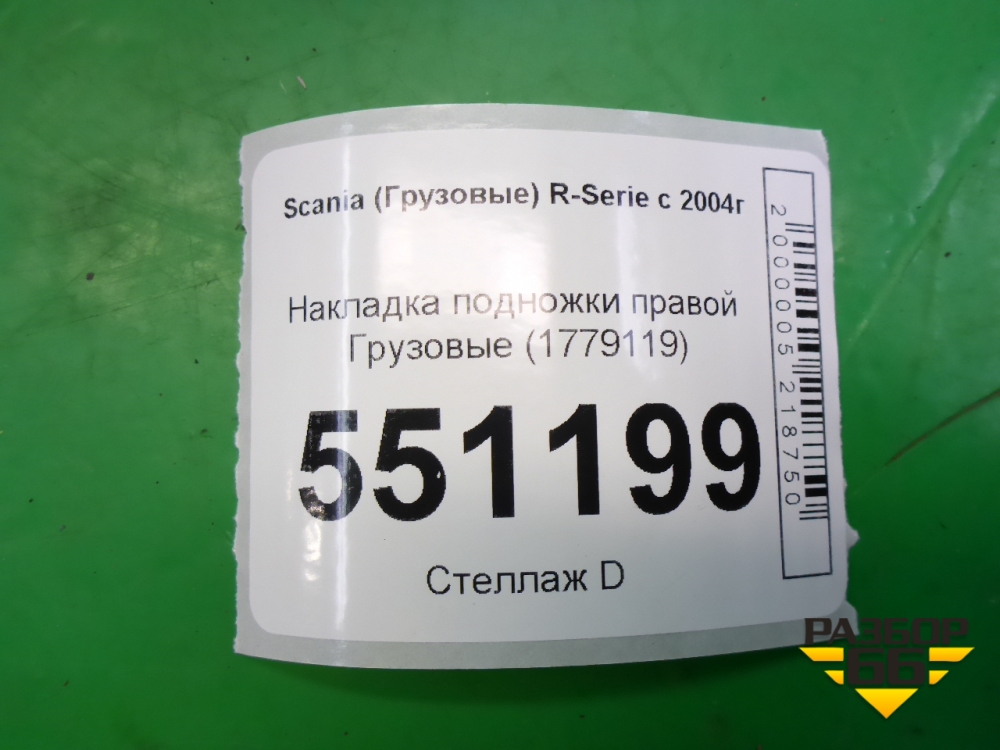 Scania (Грузовые) R-Serie с 2004г
Накладка подножки правой
Грузовые (1779119)
551199
Стеллаж D
2000005218750
РАЗБОР
66